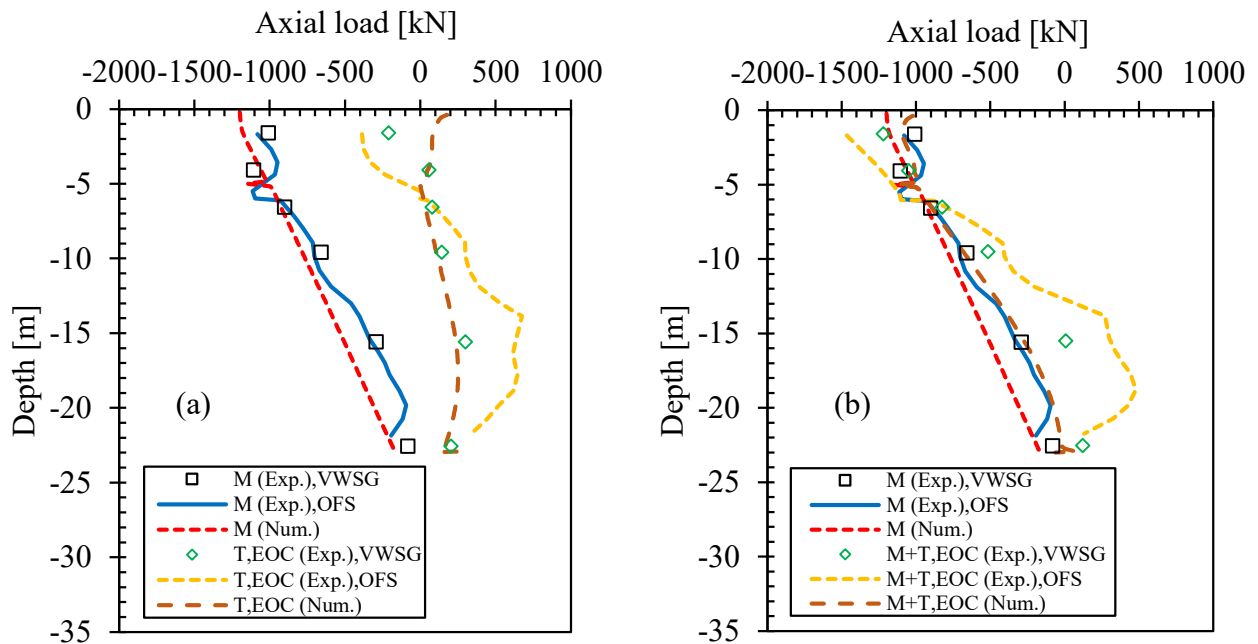 Axial load [kN]
-2000 -1500 -1000 -500 0 500 1000
0
-5
-10
-15
-20
-25
-30
-35
Depth [m]
(a)
M (Exp.),VWSG
M (Exp.),OFS
M (Num.)
T,EOC (Exp.),VWSG
T,EOC (Exp.),OFS
T,EOC (Num.)
Axial load [kN]
-2000 -1500 -1000 -500 0 500 1000
0
-5
-10
-15
-20
-25
-30
-35
Depth [m]
(b)
M (Exp.),VWSG
M (Exp.),OFS
M (Num.)
M+T,EOC (Exp.),VWSG
M+T,EOC (Exp.),OFS
M+T,EOC (Num.)